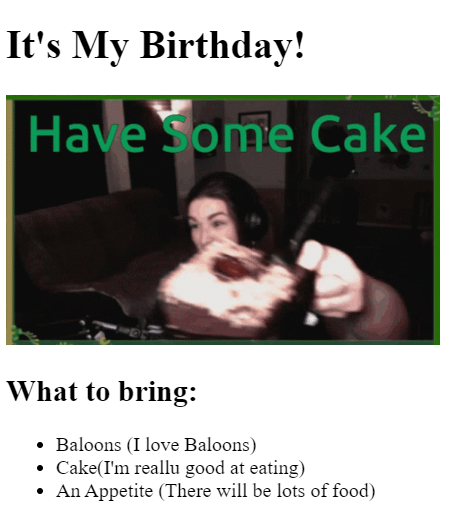 It's My Birthday!
Have Some Cake
What to bring:
Baloons (I love Baloons)
Cake(I'm reallu good at eating)
An Appetite (There will be lots of food)